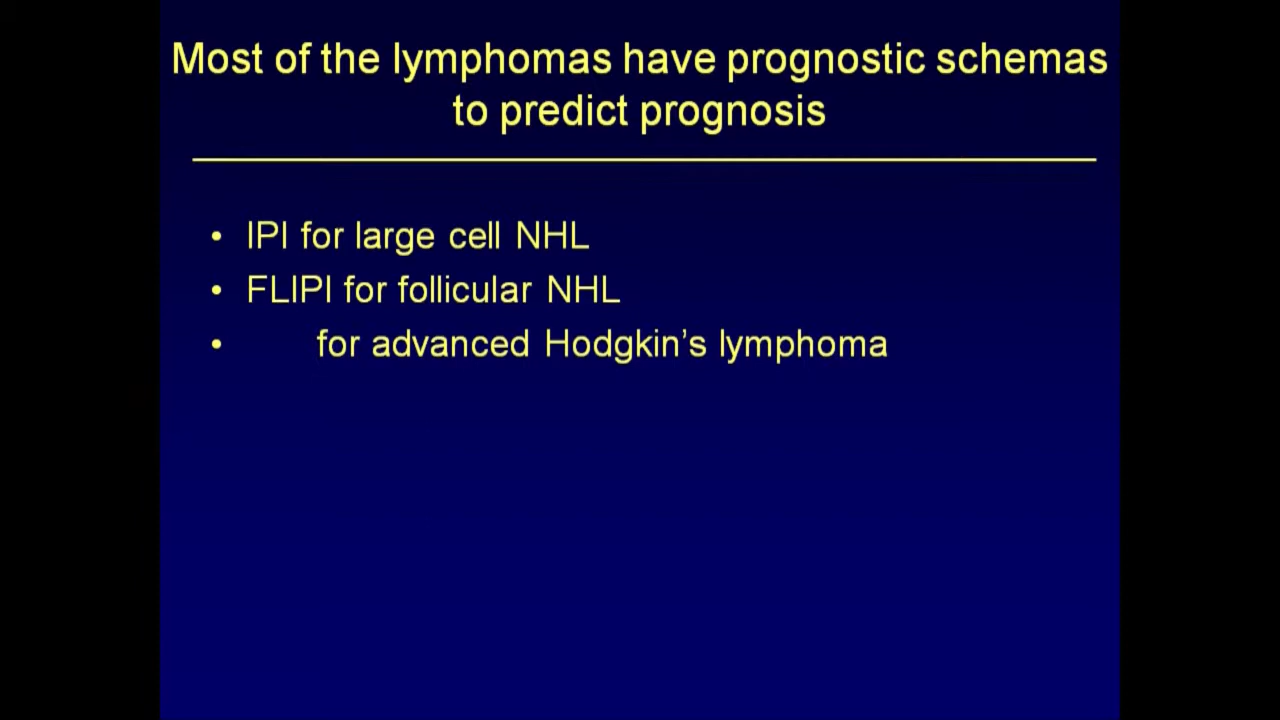 Most of the lymphomas have prognostic schemas
to predict prognosis
• IPI for large cell NHL
• FLIPI for follicular NHL
• for advanced Hodgkin's lymphoma